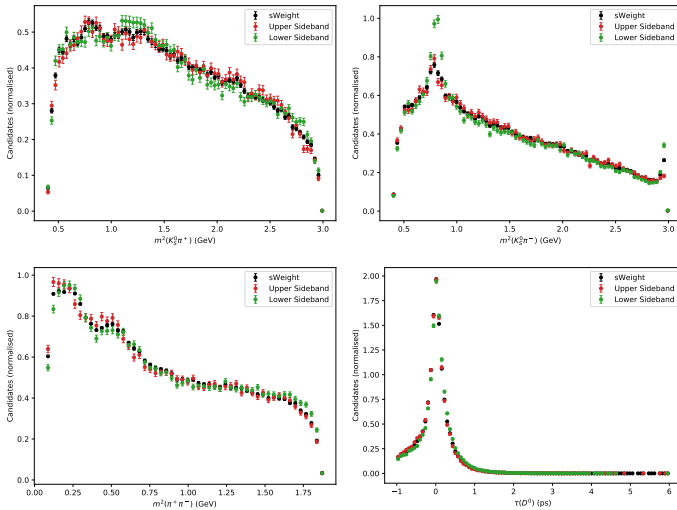 Candidates (normalised)
0.5
0.4
0.3
0.2
0.1
0.0
sWeight
Upper Sideband
Lower Sideband
0.5 1.0 1.5 2.0 2.5 3.0
m²(K⁰ₛπ⁺) (GeV)
Candidates (normalised)
1.0
0.8
0.6
0.4
0.2
0.0
sWeight
Upper Sideband
Lower Sideband
0.5 1.0 1.5 2.0 2.5 3.0
m²(K⁰ₛπ⁻) (GeV)
Candidates (normalised)
1.0
0.8
0.6
0.4
0.2
0.0
sWeight
Upper Sideband
Lower Sideband
0.00 0.25 0.50 0.75 1.00 1.25 1.50 1.75
m²(π⁺π⁻) (GeV)
Candidates (normalised)
2.00
1.75
1.50
1.25
1.00
0.75
0.50
0.25
0.00
sWeight
Upper Sideband
Lower Sideband
−1 0 1 2 3 4 5 6
τ(D⁰) (ps)